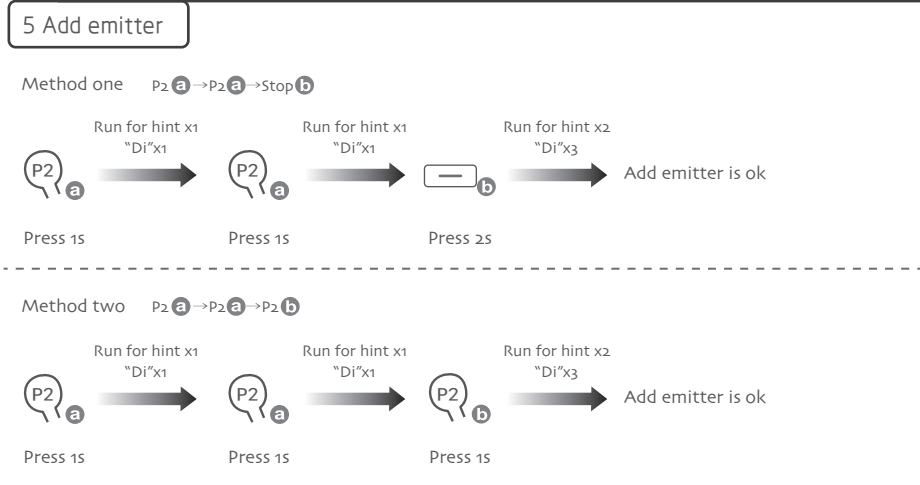 5 Add emitter
Method one P2 a→P2 a→Stop b
Run for hint x1 Run for hint x1 Run for hint x2
"Di"x1 "Di"x1 "Di"x3
P2 a P2 a b Add emitter is ok
Press 1s Press 1s Press 2s
Method two P2 a→P2 a→P2 b
Run for hint x1 Run for hint x1 Run for hint x2
"Di"x1 "Di"x1 "Di"x3
P2 a P2 a P2 b Add emitter is ok
Press 1s Press 1s Press 1s